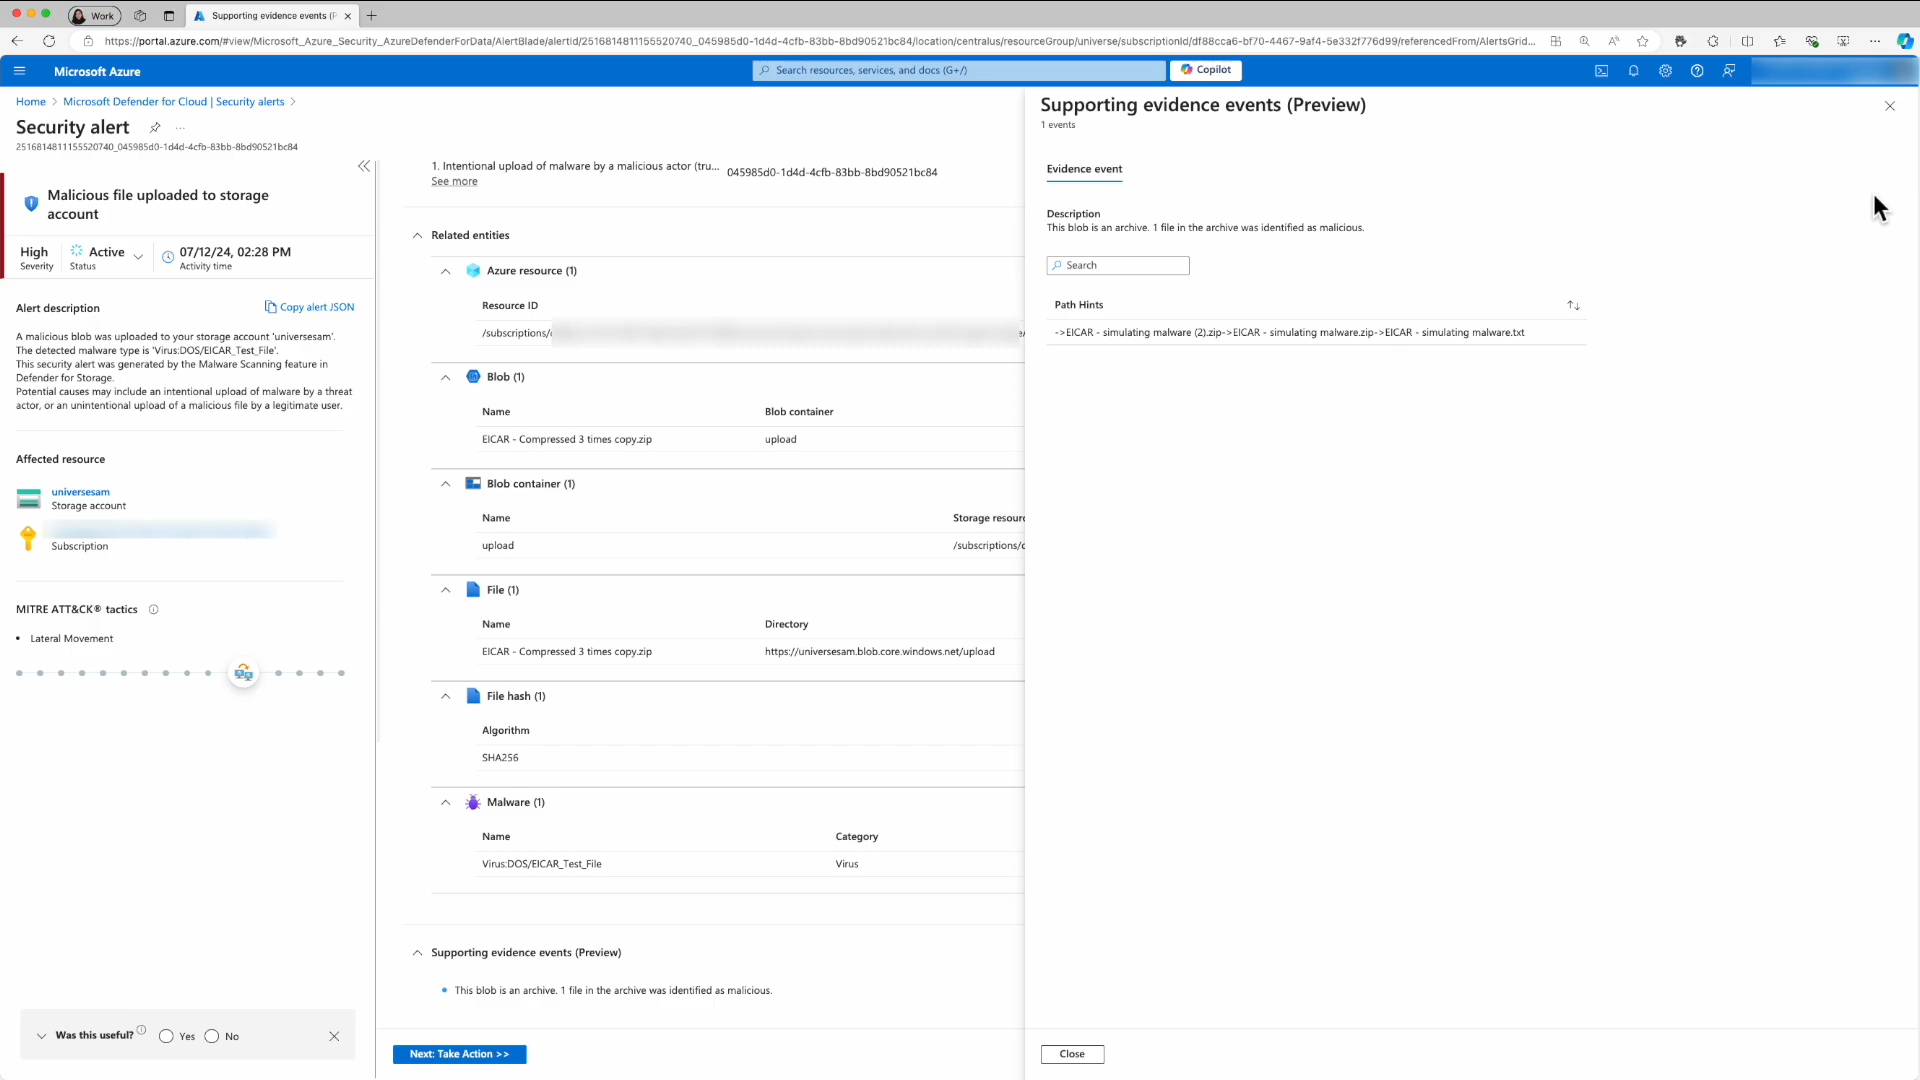 Work
Supporting evidence events (P
https://portal.azure.com/#view/Microsoft_Azure_Security_AzureDefenderForData/AlertBlade/alertId/2516814811155520740_045985d0-1d4d-4cfb-83bb-8bd90521bc84/location/centralus/resourceGroup/universe/subscriptionId/df88cca6-bf70-4467-9af4-5e332f776d99/referencedFrom/AlertsGrid...
Microsoft Azure
Search resources, services, and docs (G+/)
Copilot
Home > Microsoft Defender for Cloud | Security alerts >
Security alert
...
2516814811155520740_045985d0-1d4d-4cfb-83bb-8bd90521bc84
Malicious file uploaded to storage
account
High
Severity
Active
Status
07/12/24, 02:28 PM
Activity time
Alert description
Copy alert JSON
A malicious blob was uploaded to your storage account 'universesam'.
The detected malware type is 'Virus:DOS/EICAR_Test_File'.
This security alert was generated by the Malware Scanning feature in
Defender for Storage.
Potential causes may include an intentional upload of malware by a threat
actor, or an unintentional upload of a malicious file by a legitimate user.
Affected resource
universesam
Storage account
Subscription
MITRE ATT&CK® tactics
• Lateral Movement
Was this useful?
Yes
No
1. Intentional upload of malware by a malicious actor (tru...
See more
045985d0-1d4d-4cfb-83bb-8bd90521bc84
Related entities
Azure resource (1)
Resource ID
/subscriptions/
Blob (1)
Name Blob container
EICAR - Compressed 3 times copy.zip upload
Blob container (1)
Name Storage resourc
upload /subscriptions/c
File (1)
Name Directory
EICAR - Compressed 3 times copy.zip https://universesam.blob.core.windows.net/upload
File hash (1)
Algorithm
SHA256
Malware (1)
Name Category
Virus:DOS/EICAR_Test_File Virus
Supporting evidence events (Preview)
• This blob is an archive. 1 file in the archive was identified as malicious.
Next: Take Action >>
Supporting evidence events (Preview)
1 events
Evidence event
Description
This blob is an archive. 1 file in the archive was identified as malicious.
Search
Path Hints
->EICAR - simulating malware (2).zip->EICAR - simulating malware.zip->EICAR - simulating malware.txt
Close